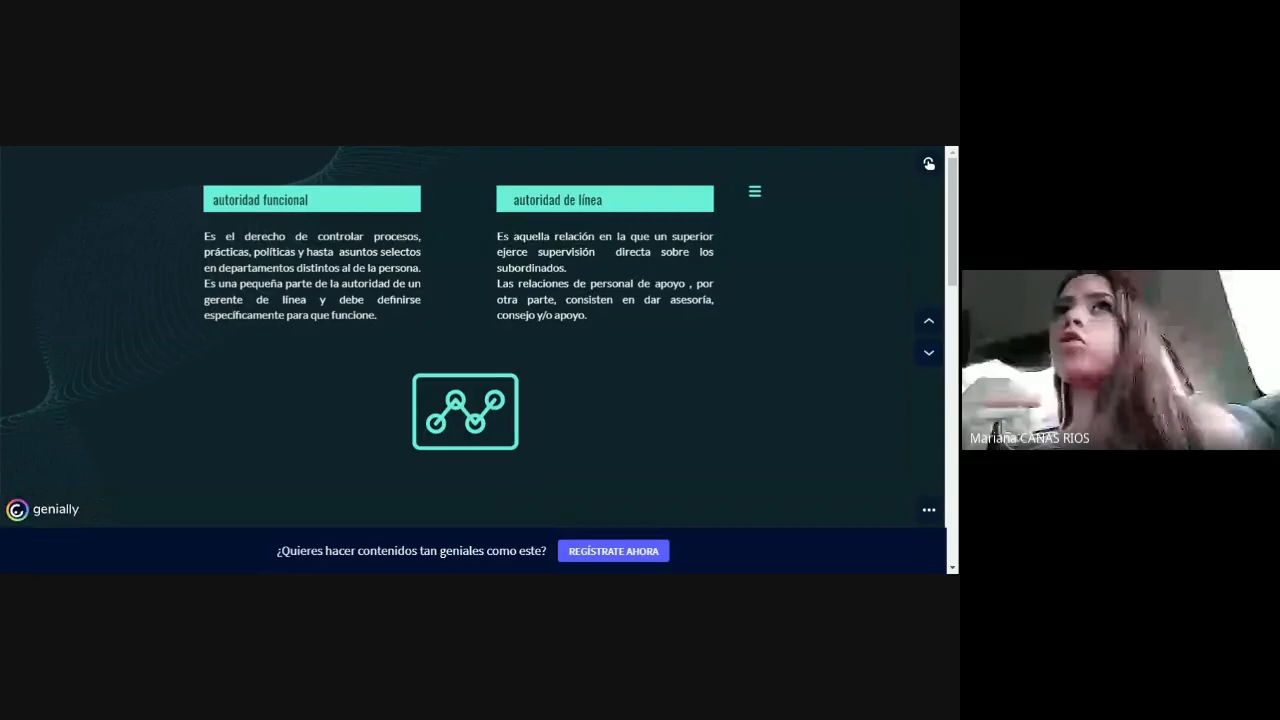 autoridad funcional
Es el derecho de controlar procesos,
prácticas, políticas y hasta asuntos selectos
en departamentos distintos al de la persona.
Es una pequeña parte de la autoridad de un
gerente de línea y debe definirse
específicamente para que funcione.
autoridad de línea
Es aquella relación en la que un superior
ejerce supervisión directa sobre los
subordinados.
Las relaciones de personal de apoyo , por
otra parte, consisten en dar asesoría,
consejo y/o apoyo.
genially
¿Quieres hacer contenidos tan geniales como este?
REGÍSTRATE AHORA
Mariana CAÑAS RIOS